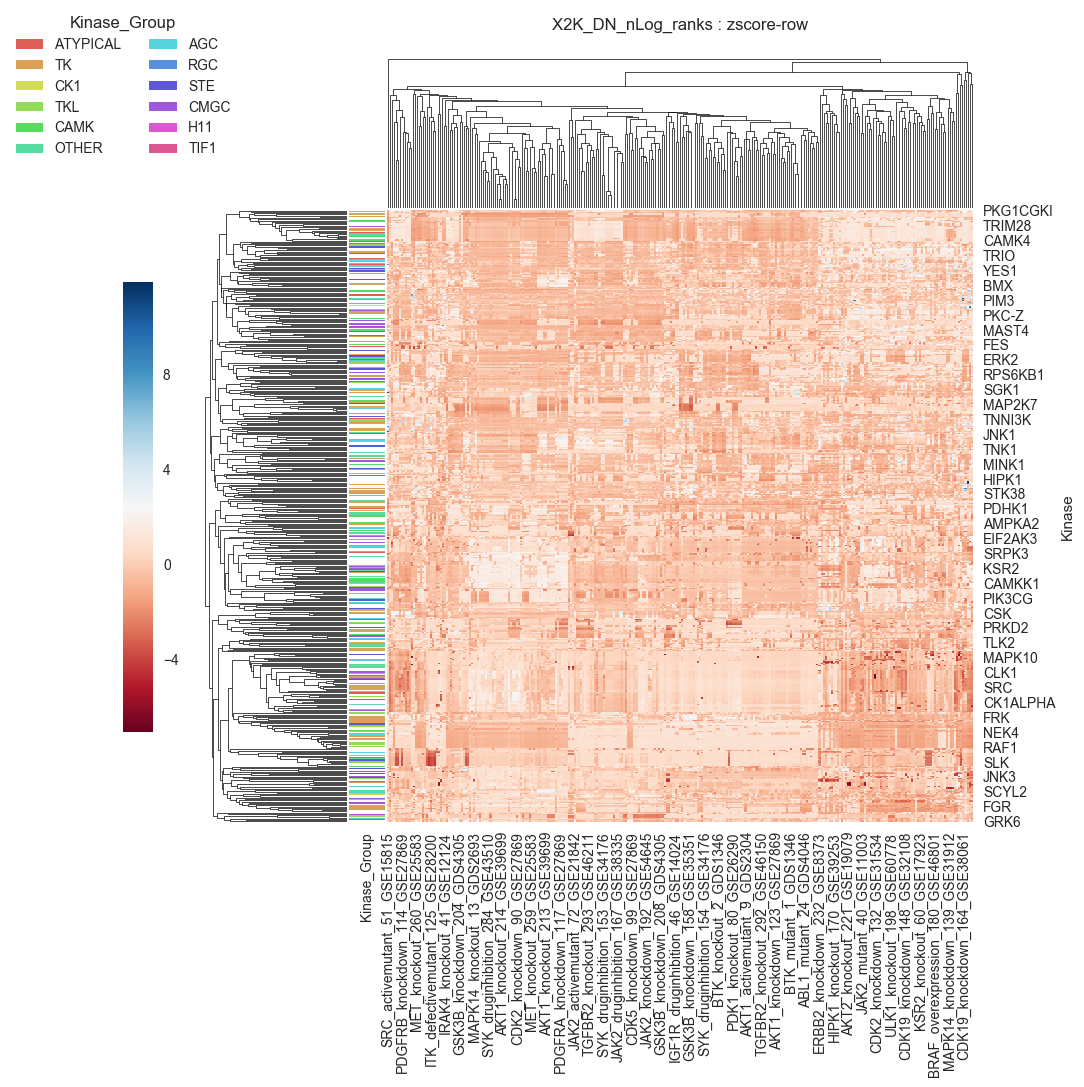 Kinase_Group
ATYPICAL
TK
CK1
TKL
CAMK
OTHER
AGC
RGC
STE
CMGC
H11
TIF1
X2K_DN_nLog_ranks : zscore-row
8
4
0
−4
PKG1CGKI
TRIM28
CAMK4
TRIO
YES1
BMX
PIM3
PKC-Z
MAST4
FES
ERK2
RPS6KB1
SGK1
MAP2K7
TNNI3K
JNK1
TNK1
MINK1
HIPK1
STK38
PDHK1
AMPKA2
EIF2AK3
SRPK3
KSR2
CAMKK1
PIK3CG
CSK
PRKD2
TLK2
MAPK10
CLK1
SRC
CK1ALPHA
FRK
NEK4
RAF1
SLK
JNK3
SCYL2
FGR
GRK6
Kinase
Kinase_Group
SRC_activemutant_51_GSE15815
PDGFRB_knockdown_114_GSE27869
MET_knockout_260_GSE25583
ITK_defectivemutant_125_GSE28200
IRAK4_knockout_41_GSE12124
GSK3B_knockdown_204_GDS4305
MAPK14_knockout_13_GDS2693
SYK_druginhibition_284_GSE43510
AKT1_knockout_214_GSE39699
CDK2_knockdown_90_GSE27869
MET_knockout_259_GSE25583
AKT1_knockout_213_GSE39699
PDGFRA_knockdown_117_GSE27869
JAK2_activemutant_72_GSE21842
TGFBR2_knockout_293_GSE46211
SYK_druginhibition_153_GSE34176
JAK2_druginhibition_167_GSE38335
CDK5_knockdown_99_GSE27869
JAK2_knockdown_192_GSE54645
GSK3B_knockdown_208_GDS4305
IGF1R_druginhibition_46_GSE14024
GSK3B_knockdown_158_GSE35351
SYK_druginhibition_154_GSE34176
BTK_knockout_2_GDS1346
PDK1_knockout_80_GSE26290
AKT1_activemutant_9_GDS2304
TGFBR2_knockout_292_GSE46150
AKT1_knockdown_123_GSE27869
BTK_mutant_1_GDS1346
ABL1_mutant_24_GDS4046
ERBB2_knockdown_232_GSE8373
HIPK1_knockout_170_GSE39253
AKT2_knockout_221_GSE19079
JAK2_mutant_40_GSE11003
CDK2_knockdown_132_GSE31534
ULK1_knockout_198_GSE60778
CDK19_knockdown_148_GSE32108
KSR2_knockout_60_GSE17923
BRAF_overexpression_180_GSE46801
MAPK14_knockdown_139_GSE31912
CDK19_knockdown_164_GSE38061